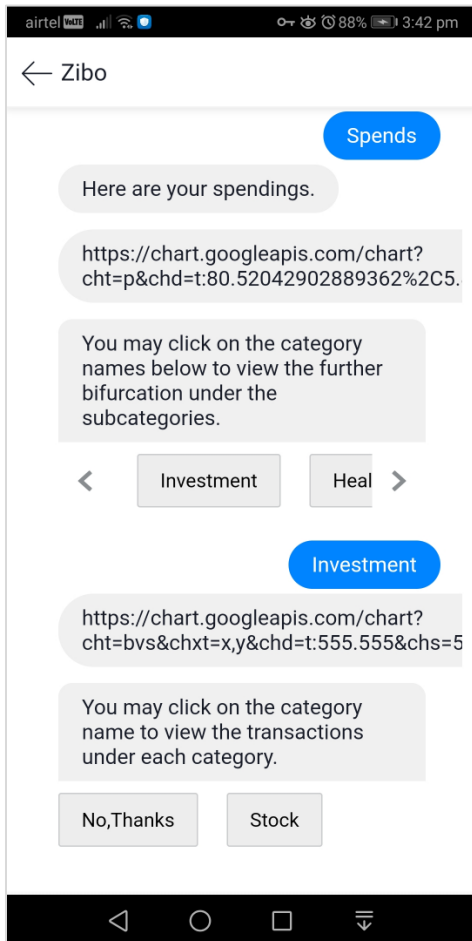 airtel VoLTE 88% 3:42 pm
Zibo
Spends
Here are your spendings.
https://chart.googleapis.com/chart?
cht=p&chd=t:80.52042902889362%2C5.
You may click on the category
names below to view the further
bifurcation under the
subcategories.
Investment Heal
Investment
https://chart.googleapis.com/chart?
cht=bvs&chxt=x,y&chd=t:555.555&chs=5
You may click on the category
name to view the transactions
under each category.
No,Thanks Stock